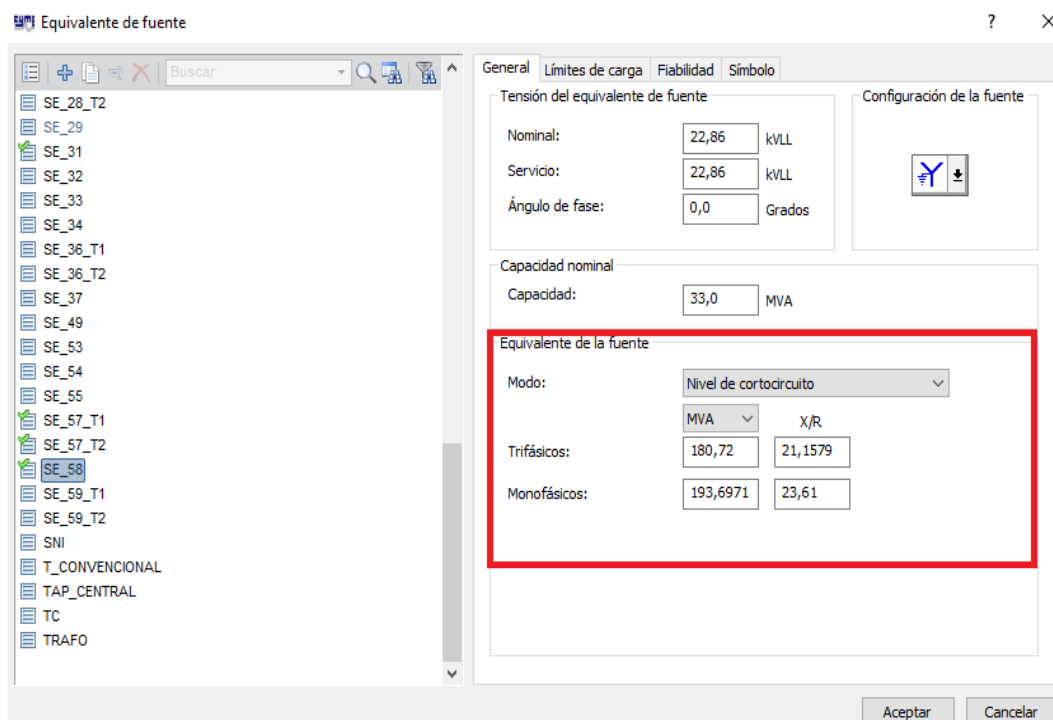 CYME Equivalente de fuente
?
Buscar
SE_28_T2
SE_29
SE_31
SE_32
SE_33
SE_34
SE_36_T1
SE_36_T2
SE_37
SE_49
SE_53
SE_54
SE_55
SE_57_T1
SE_57_T2
SE_58
SE_59_T1
SE_59_T2
SNI
T_CONVENCIONAL
TAP_CENTRAL
TC
TRAFO
General Límites de carga Fiabilidad Símbolo
Tensión del equivalente de fuente
Nominal: 22,86 kVLL
Servicio: 22,86 kVLL
Ángulo de fase: 0,0 Grados
Configuración de la fuente
Capacidad nominal
Capacidad: 33,0 MVA
Equivalente de la fuente
Modo: Nivel de cortocircuito
MVA X/R
Trifásicos: 180,72 21,1579
Monofásicos: 193,6971 23,61
Aceptar Cancelar